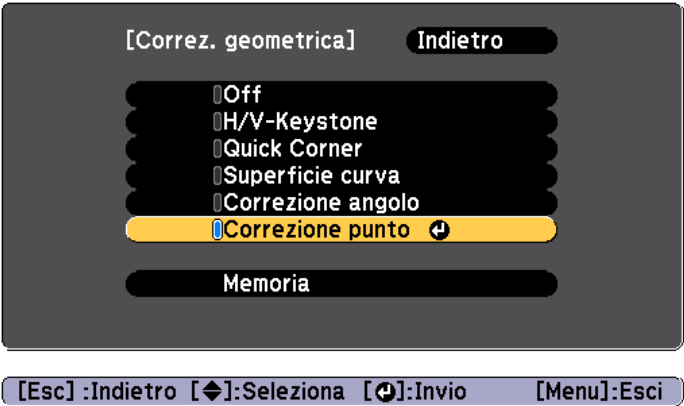 [Correz. geometrica] Indietro
Off
H/V-Keystone
Quick Corner
Superficie curva
Correzione angolo
Correzione punto
Memoria
[Esc] :Indietro [◆]:Seleziona [↵]:Invio [Menu]:Esci